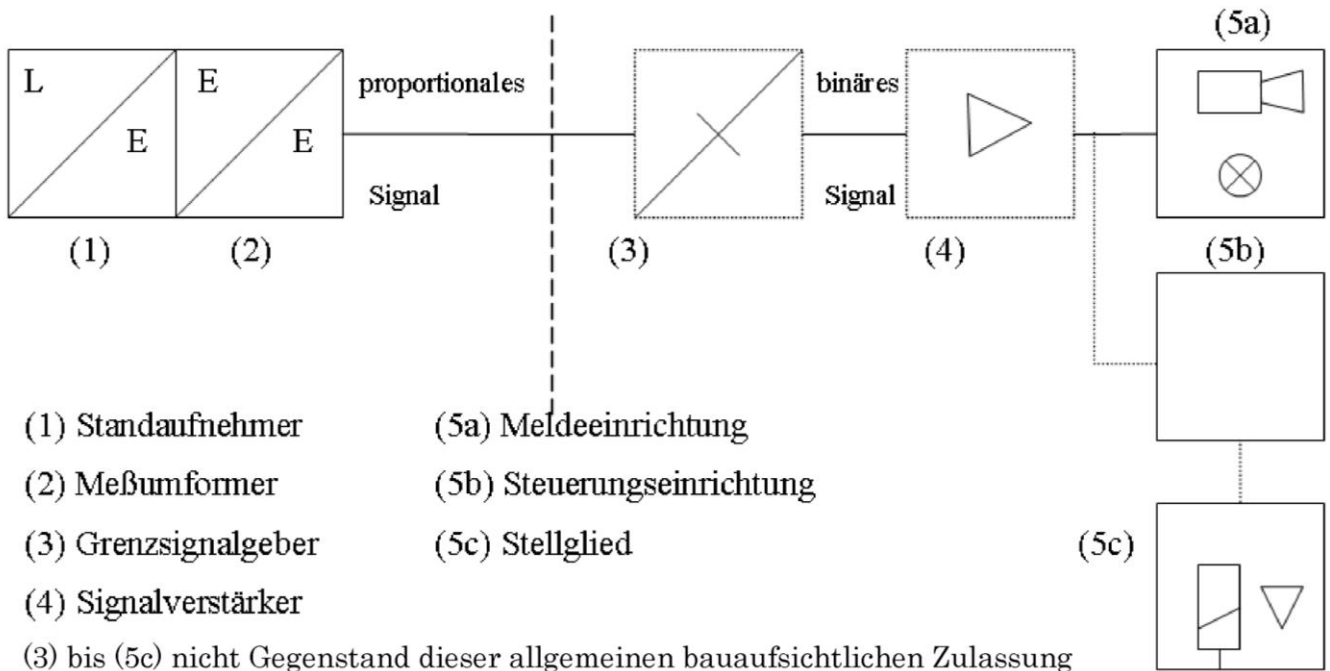 (5a)
L E proportionales binäres
E E
Signal Signal
(1) (2) (3) (4) (5b)
(1) Standaufnehmer (5a) Meldeeinrichtung
(2) Meßumformer (5b) Steuerungseinrichtung
(3) Grenzsignalgeber (5c) Stellglied (5c)
(4) Signalverstärker
(3) bis (5c) nicht Gegenstand dieser allgemeinen bauaufsichtlichen Zulassung